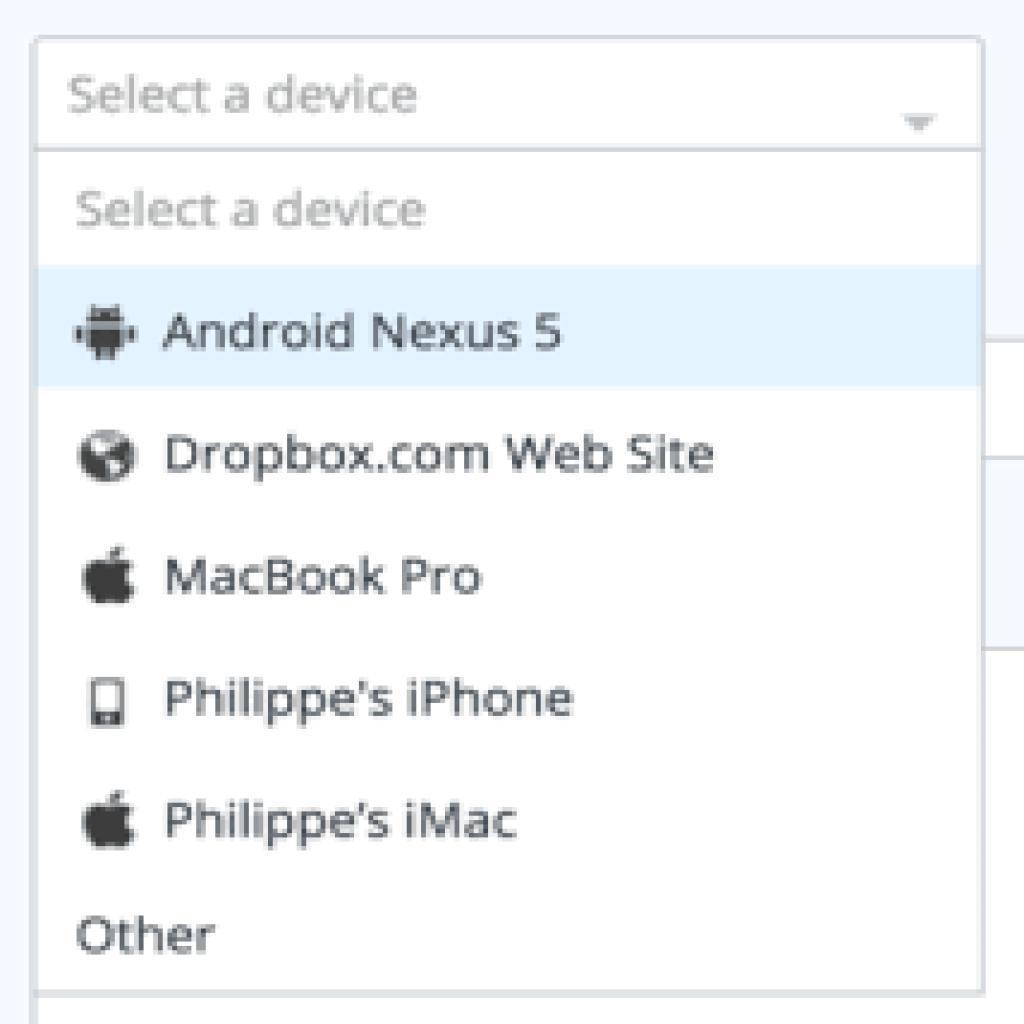 Select a device
Select a device
Android Nexus 5
Dropbox.com Web Site
MacBook Pro
Philippe's iPhone
Philippe's iMac
Other